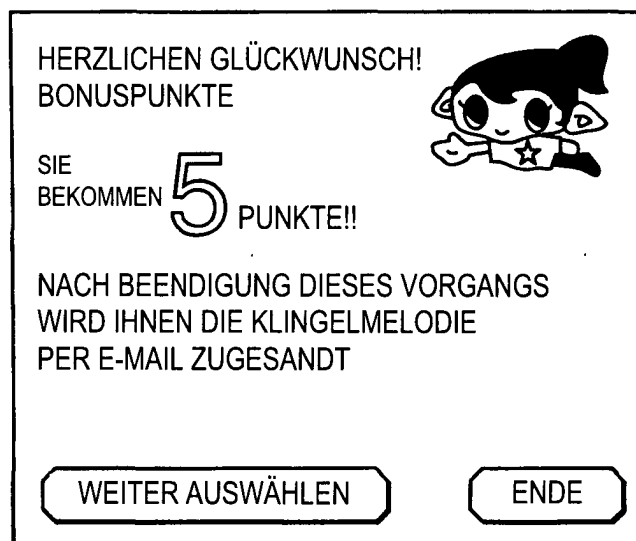 HERZLICHEN GLÜCKWUNSCH!
BONUSPUNKTE
SIE
BEKOMMEN 5 PUNKTE!!
NACH BEENDIGUNG DIESES VORGANGS
WIRD IHNEN DIE KLINGELMELODIE
PER E-MAIL ZUGESANDT
WEITER AUSWÄHLEN
ENDE